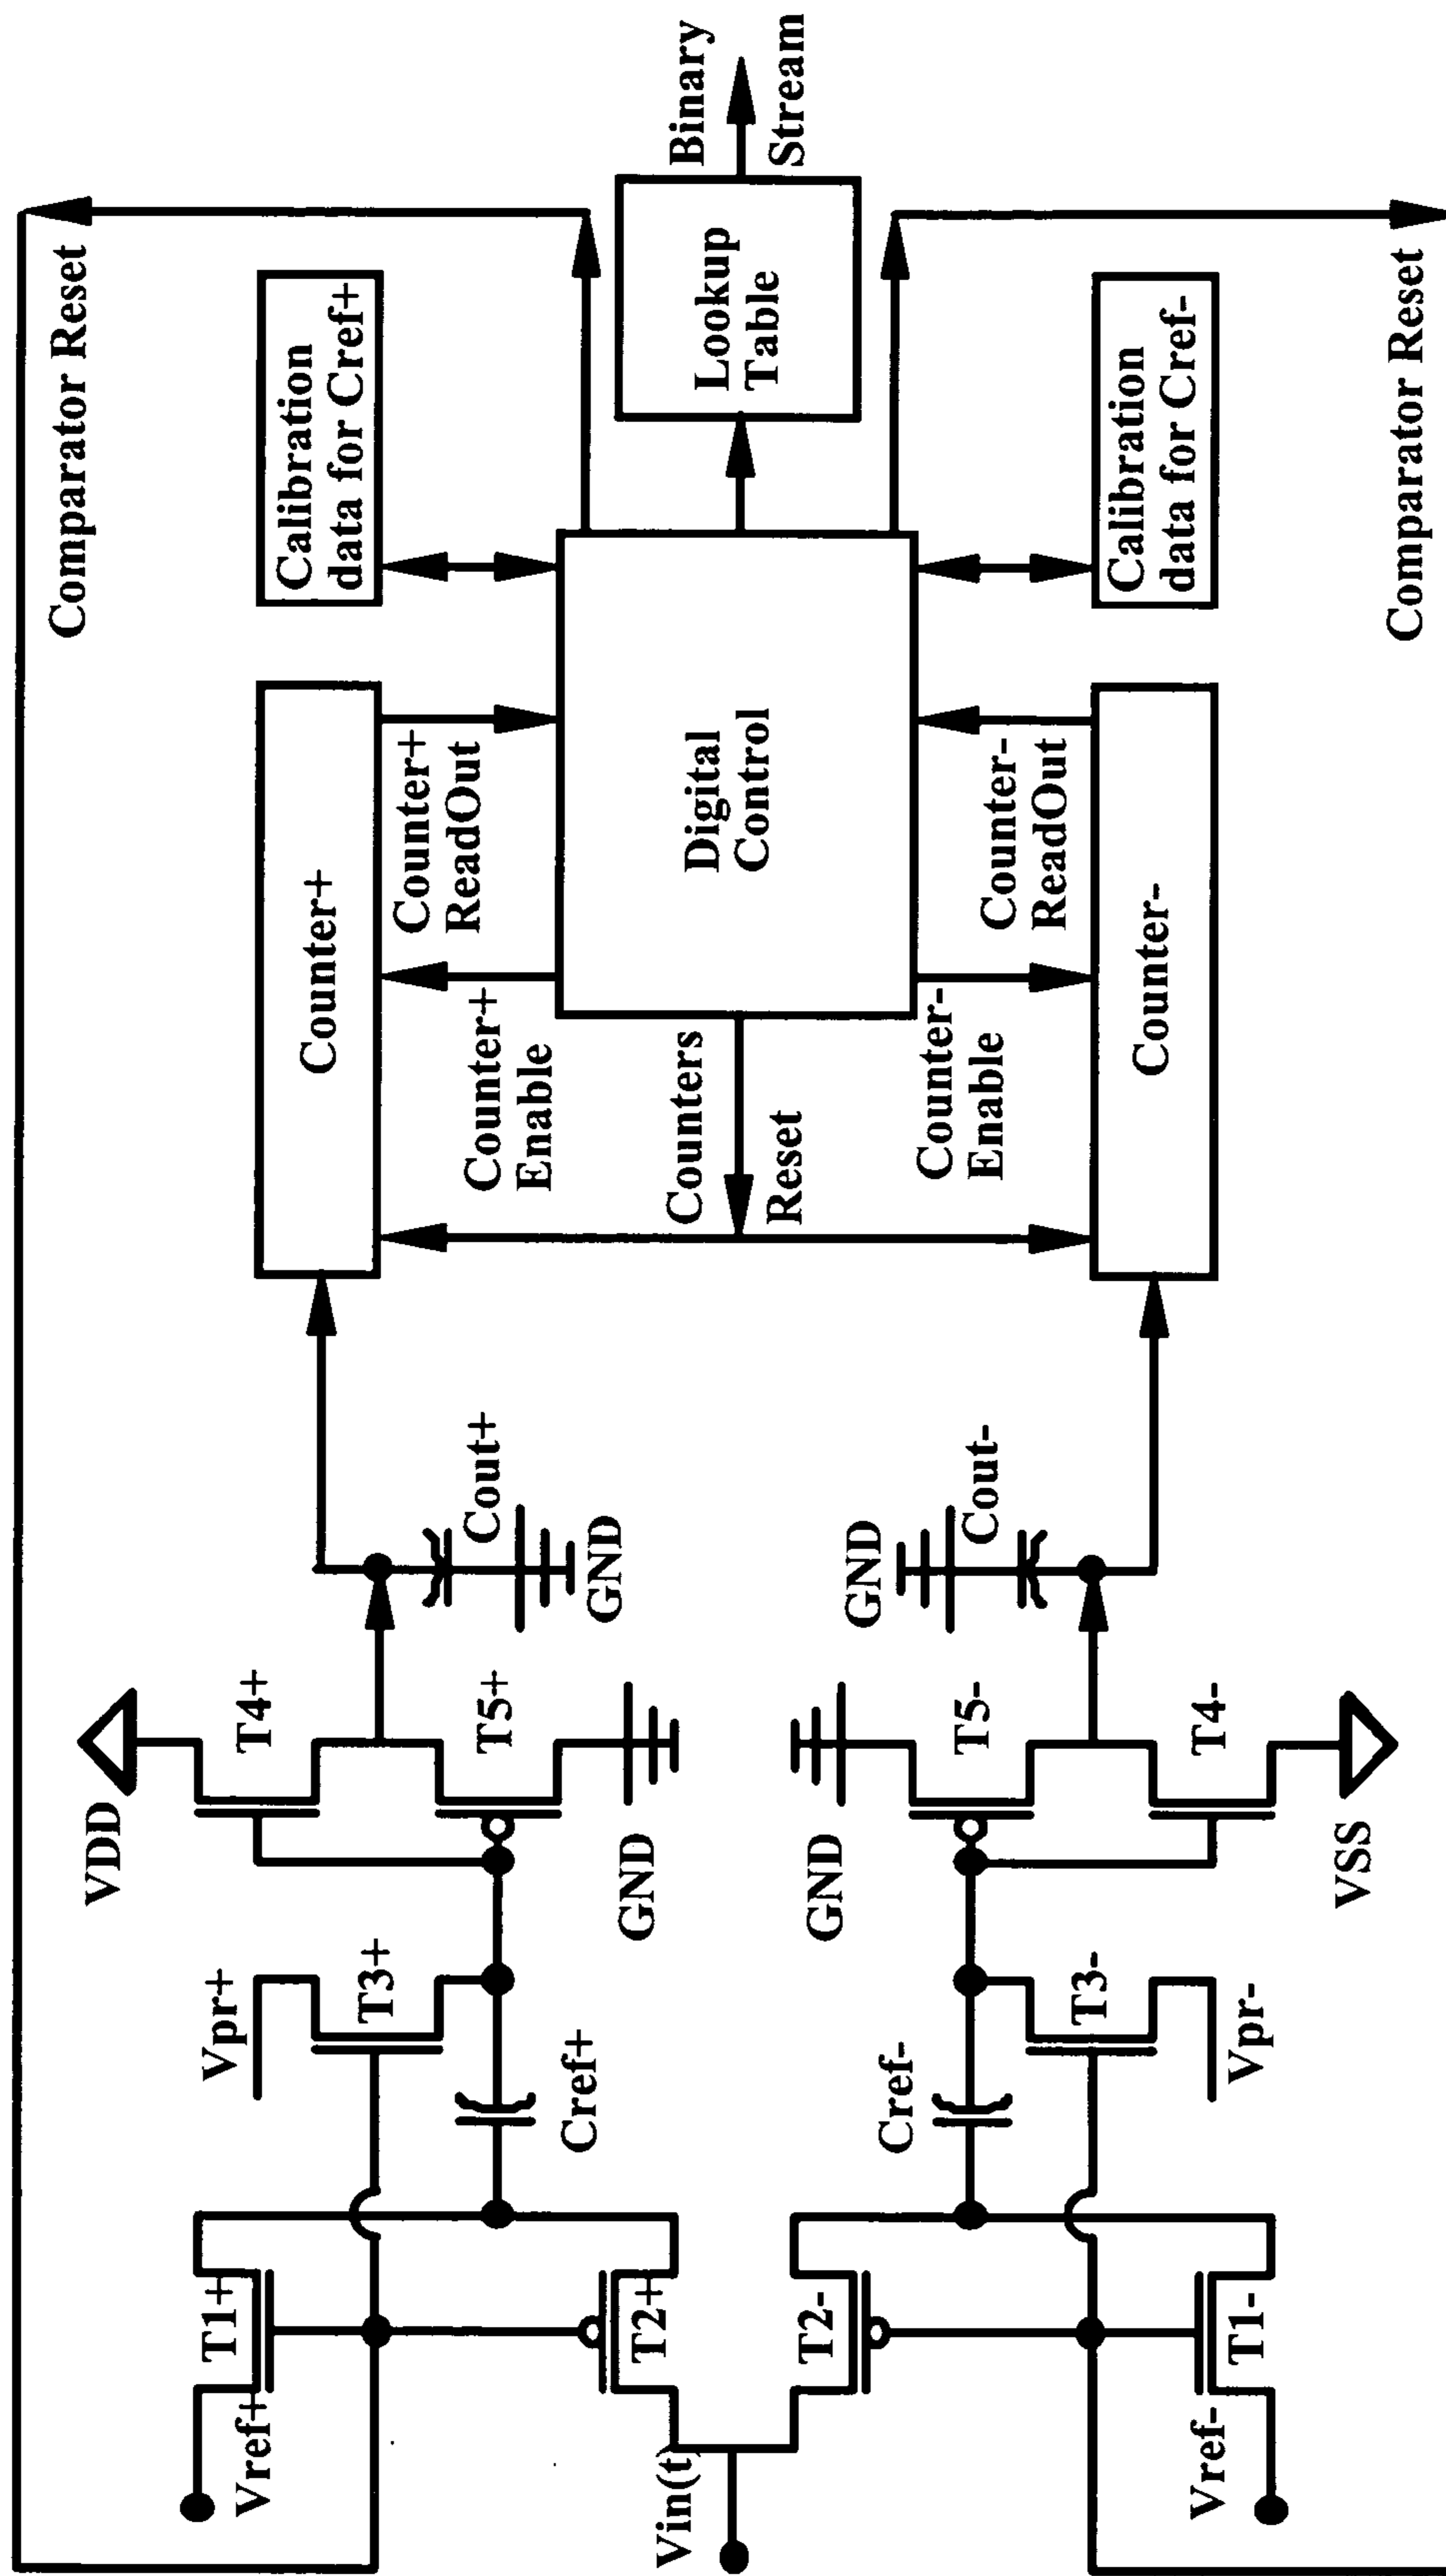 Comparator Reset
VDD
Vpr+
Vref+
T1+
T3+
T4+
Counter+
Calibration
data for Cref+
Cref+
T5+
Cout+
GND
GND
Counter+
Enable
Counter+
ReadOut
T2+
Vin(t)
Counters
Reset
Digital
Control
Lookup
Table
Binary
Stream
T2-
Cref-
GND
T5-
GND
Cout-
Counter-
Enable
Counter-
ReadOut
T3-
T4-
Counter-
Calibration
data for Cref-
T1-
Vref-
Vpr-
VSS
Comparator Reset